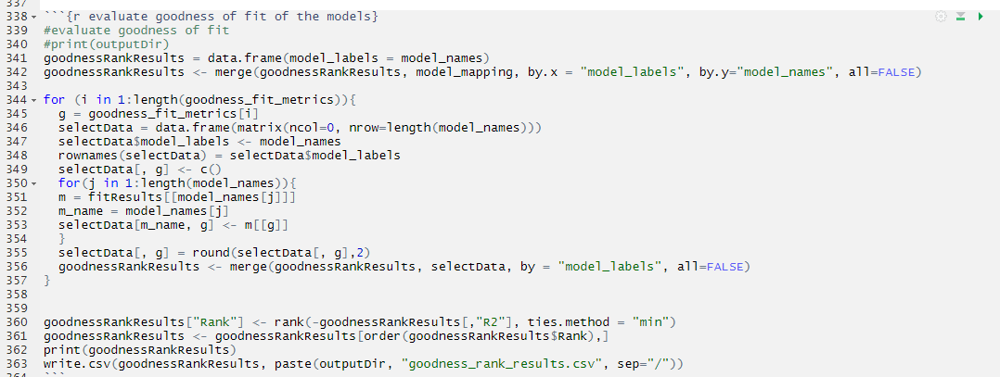 337
338 ```{r evaluate goodness of fit of the models}
339 #evaluate goodness of fit
340 #print(outputDir)
341 goodnessRankResults = data.frame(model_labels = model_names)
342 goodnessRankResults <- merge(goodnessRankResults, model_mapping, by.x = "model_labels", by.y="model_names", all=FALSE)
343
344 for (i in 1:length(goodness_fit_metrics)){
345   g = goodness_fit_metrics[i]
346   selectData = data.frame(matrix(ncol=0, nrow=length(model_names)))
347   selectData$model_labels <- model_names
348   rownames(selectData) = selectData$model_labels
349   selectData[, g] <- c()
350   for(j in 1:length(model_names)){
351   m = fitResults[[model_names[j]]]
352   m_name = model_names[j]
353   selectData[m_name, g] <- m[[g]]
354   }
355   selectData[, g] = round(selectData[, g],2)
356   goodnessRankResults <- merge(goodnessRankResults, selectData, by = "model_labels", all=FALSE)
357 }
358
359
360 goodnessRankResults["Rank"] <- rank(-goodnessRankResults[,"R2"], ties.method = "min")
361 goodnessRankResults <- goodnessRankResults[order(goodnessRankResults$Rank),]
362 print(goodnessRankResults)
363 write.csv(goodnessRankResults, paste(outputDir, "goodness_rank_results.csv", sep="/"))
364 ```